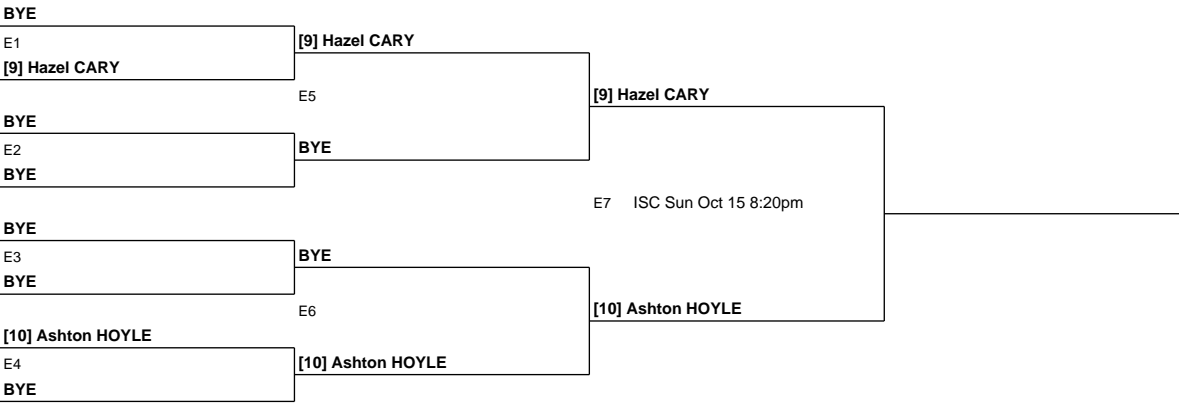 BYE
E1
[9] Hazel CARY
[9] Hazel CARY
E5
[9] Hazel CARY
BYE
E2
BYE
BYE
E7 ISC Sun Oct 15 8:20pm
BYE
E3
BYE
BYE
E6
[10] Ashton HOYLE
[10] Ashton HOYLE
E4
[10] Ashton HOYLE
BYE